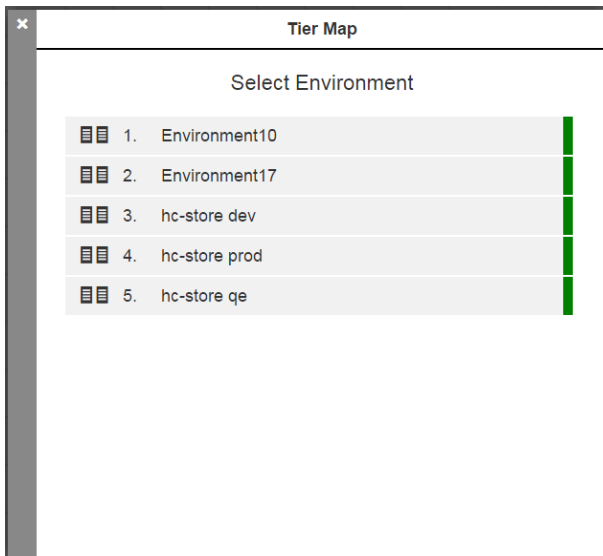 Tier Map
Select Environment
1. Environment10
2. Environment17
3. hc-store dev
4. hc-store prod
5. hc-store qe